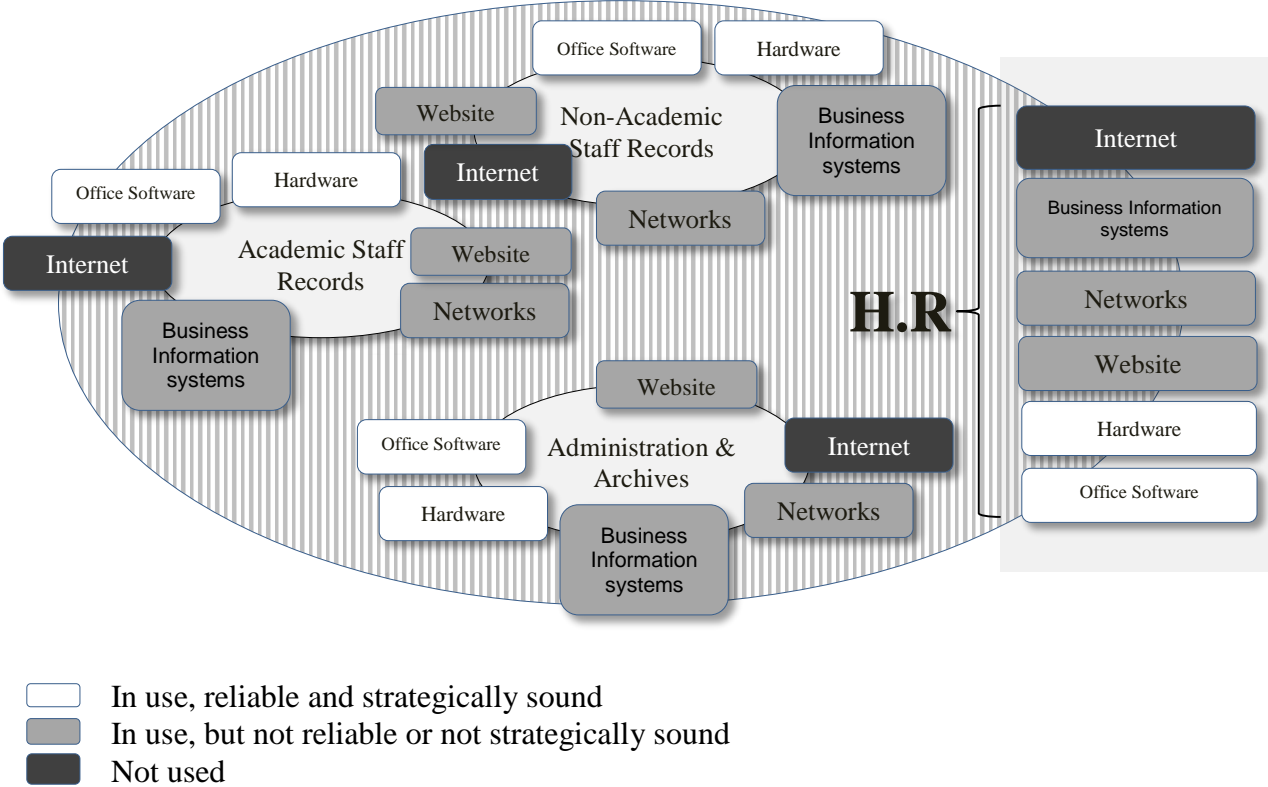 Office Software
Hardware
Website
Non-Academic
Staff Records
Business
Information
systems
Internet
Networks
Office Software
Hardware
Internet
Academic Staff
Records
Website
Networks
Business
Information
systems
Website
Office Software
Administration &
Archives
Internet
Hardware
Networks
Business
Information
systems
H.R
Internet
Business Information
systems
Networks
Website
Hardware
Office Software
In use, reliable and strategically sound
In use, but not reliable or not strategically sound
Not used